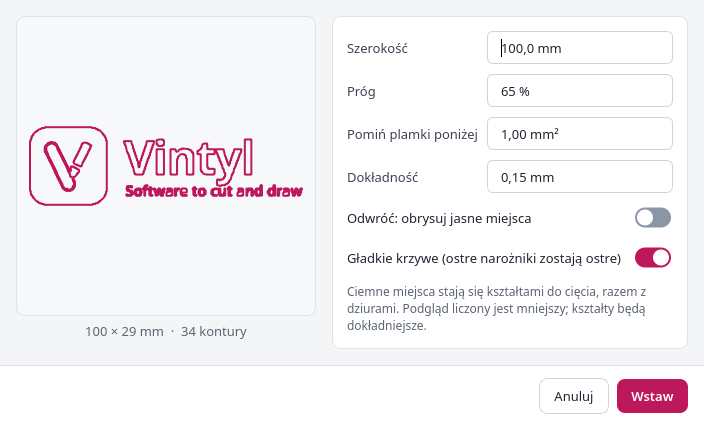 Vintyl
Software to cut and draw
100 × 29 mm · 34 kontury
Szerokość 100,0 mm
Próg 65 %
Pomiń plamki poniżej 1,00 mm²
Dokładność 0,15 mm
Odwróć: obrysuj jasne miejsca
Gładkie krzywe (ostre narożniki zostają ostre)
Ciemne miejsca stają się kształtami do cięcia, razem z
dziurami. Podgląd liczony jest mniejszy; kształty będą
dokładniejsze.
Anuluj Wstaw